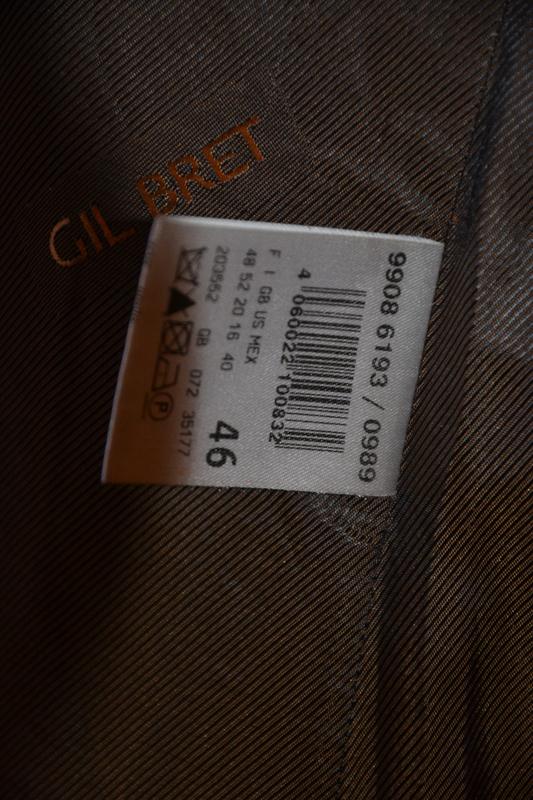 GIL BRET
9908 6193 / 0989
4 060022 100832
F I GB US MEX
48 52 20 16 40
46
203552 GB 072 35177
P